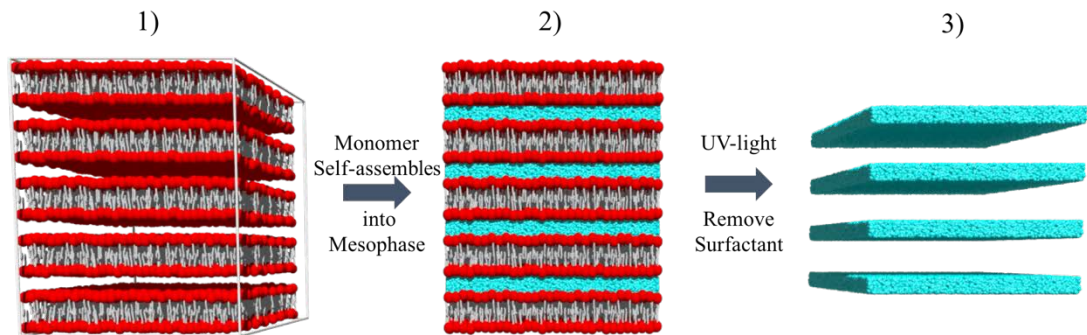 1)
2)
3)
Monomer
Self-assembles
into
Mesophase
UV-light
Remove
Surfactant